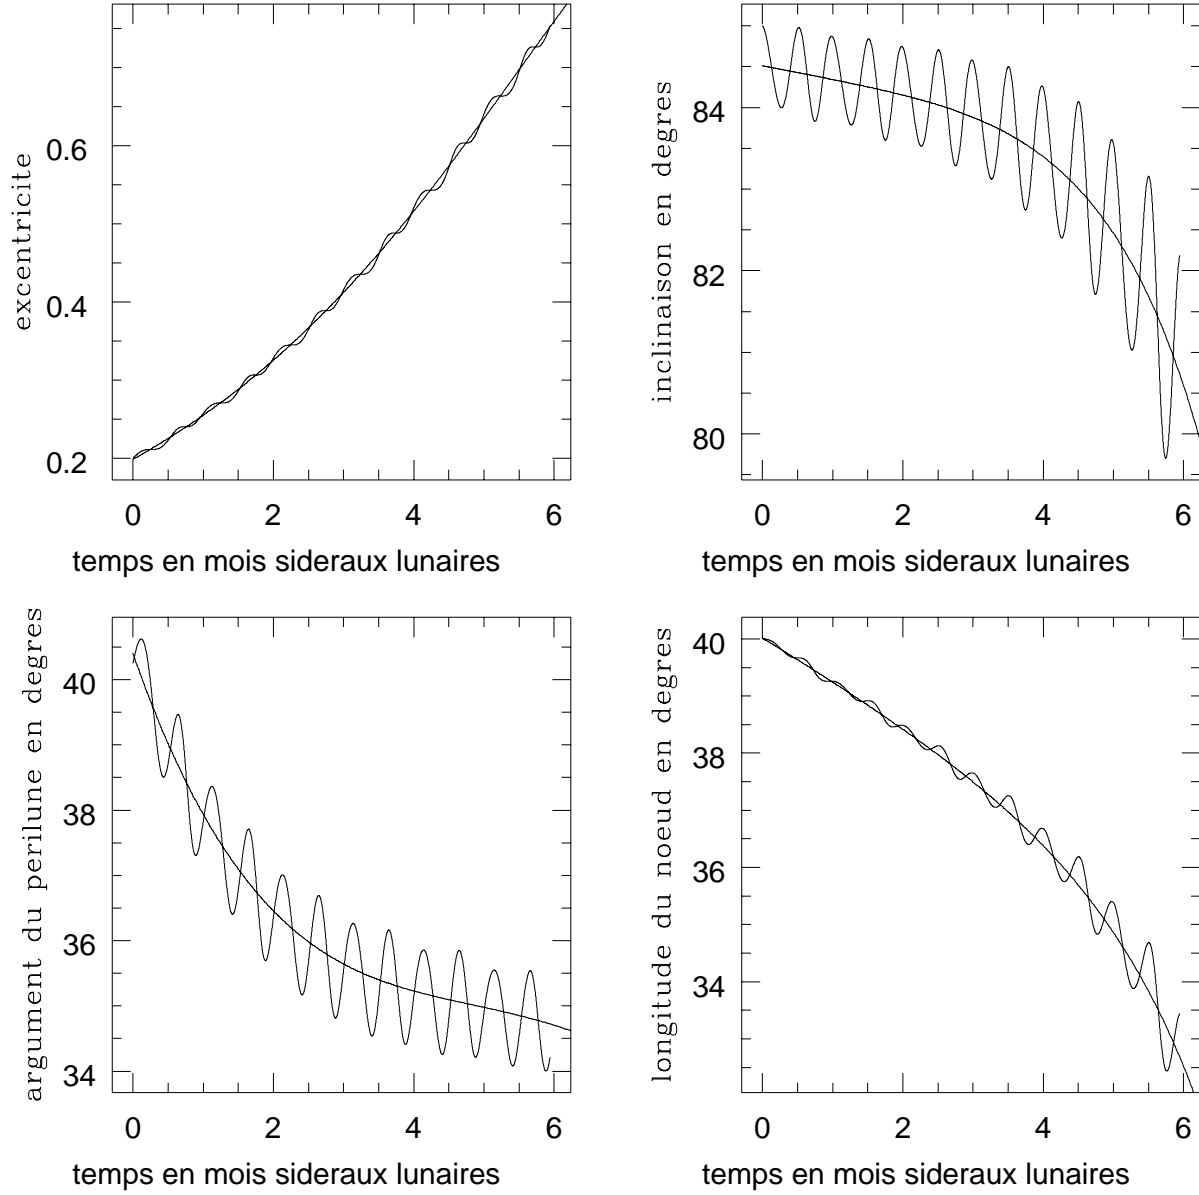 excentricite
0.6
0.4
0.2
0 2 4 6
temps en mois sideraux lunaires
inclinaison en degres
84
82
80
0 2 4 6
temps en mois sideraux lunaires
argument du perilune en degres
40
38
36
34
0 2 4 6
temps en mois sideraux lunaires
longitude du noeud en degres
40
38
36
34
0 2 4 6
temps en mois sideraux lunaires